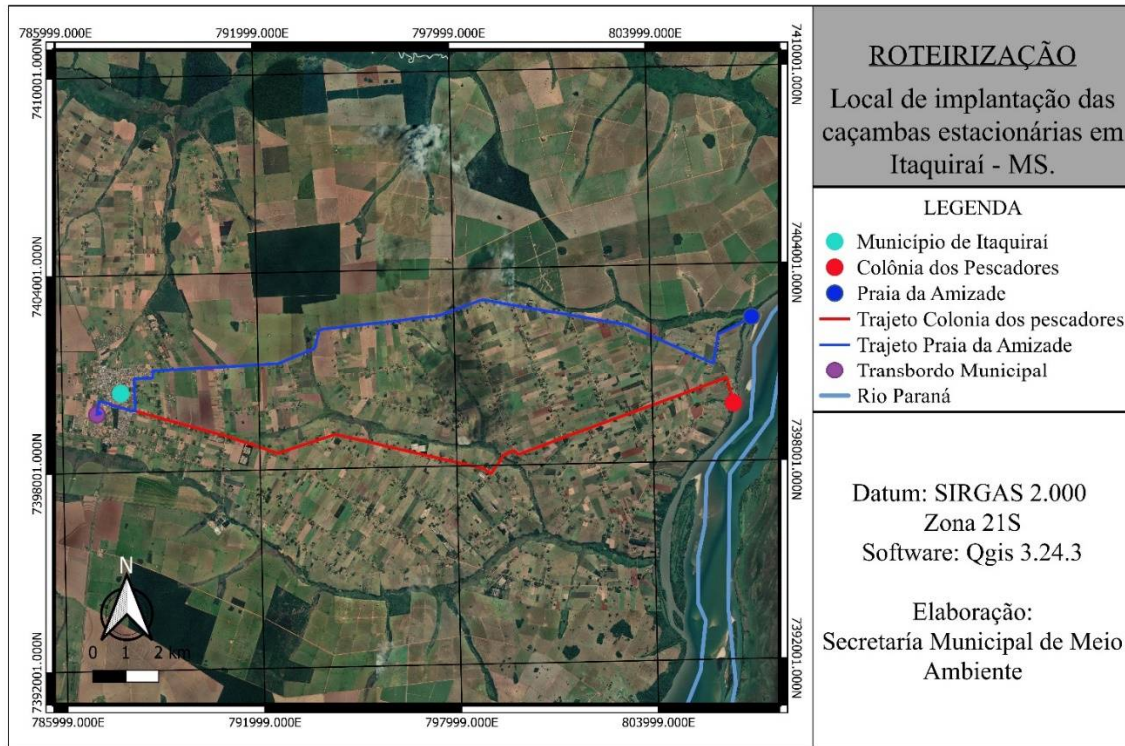 785999.000E
791999.000E
797999.000E
803999.000E
7410001.000N
7404001.000N
7398001.000N
7392001.000N
N
0 1 2 km
7410001.000N
7404001.000N
7398001.000N
7392001.000N
785999.000E
791999.000E
797999.000E
803999.000E
ROTEIRIZAÇÃO
Local de implantação das
caçambas estacionárias em
Itaquiraí - MS.
LEGENDA
Município de Itaquiraí
Colônia dos Pescadores
Praia da Amizade
Trajeto Colonia dos pescadores
Trajeto Praia da Amizade
Transbordo Municipal
Rio Paraná
Datum: SIRGAS 2.000
Zona 21S
Software: Qgis 3.24.3
Elaboração:
Secretaría Municipal de Meio
Ambiente